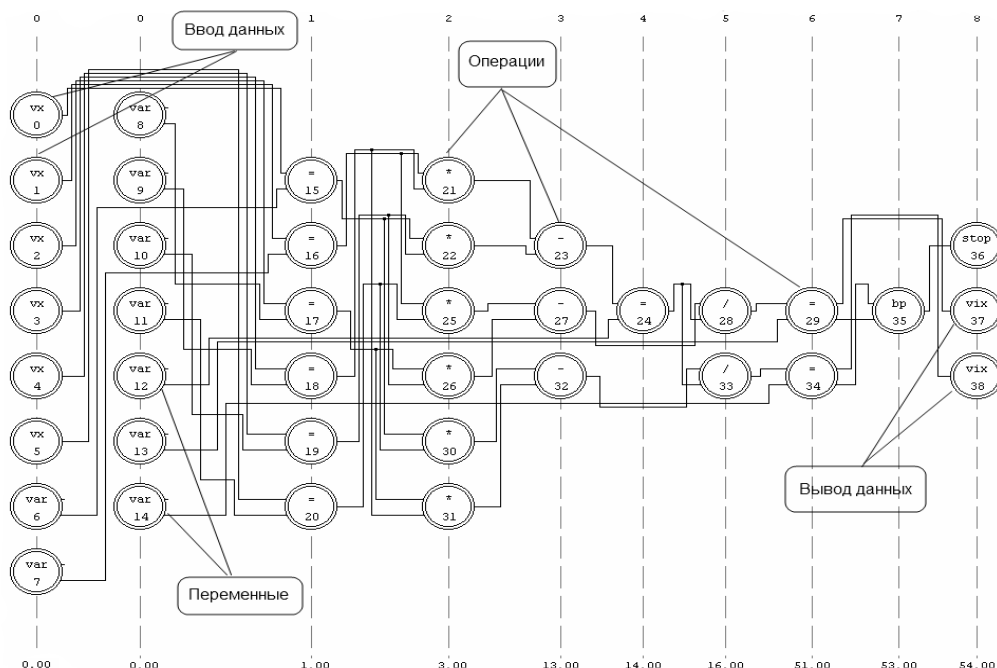 0 0 1 2 3 4 5 6 7 8
Ввод данных
Операции
vx 0
vx 1
vx 2
vx 3
vx 4
vx 5
var 6
var 7
var 8
var 9
var 10
var 11
var 12
var 13
var 14
= 15
= 16
= 17
= 18
= 19
= 20
* 21
* 22
* 25
* 26
* 30
* 31
- 23
- 27
- 32
= 24
/ 28
/ 33
= 29
= 34
bp 35
stop 36
vix 37
vix 38
Вывод данных
Переменные
0.00 0.00 1.00 3.00 13.00 14.00 16.00 51.00 53.00 54.00